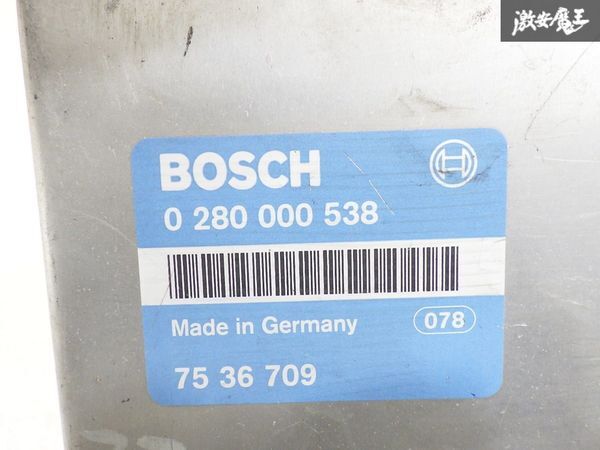 激安魔王
BOSCH
0 280 000 538
Made in Germany 078
75 36 709